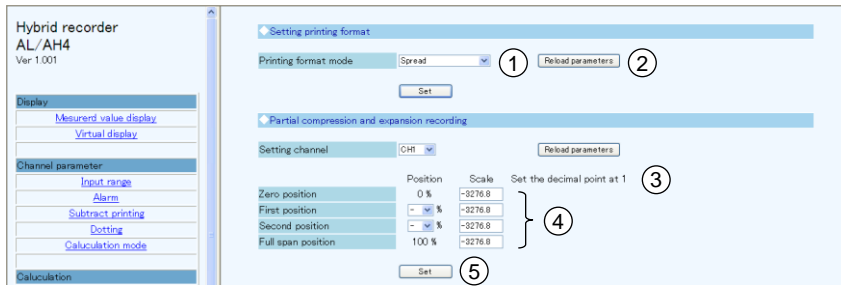 Hybrid recorder
AL/AH4
Ver 1.001
Display
Mesurerd value display
Virtual display
Channel parameter
Input range
Alarm
Subtract printing
Dotting
Caluculation mode
Caluculation
Setting printing format
Printing format mode Spread ① Reload parameters ②
Set
Partial compression and expansion recording
Setting channel CH1 Reload parameters
Position Scale Set the decimal point at 1 ③
Zero position 0 % -3276.8
First position - % -3276.8
Second position - % -3276.8
Full span position 100 % -3276.8
④
Set ⑤